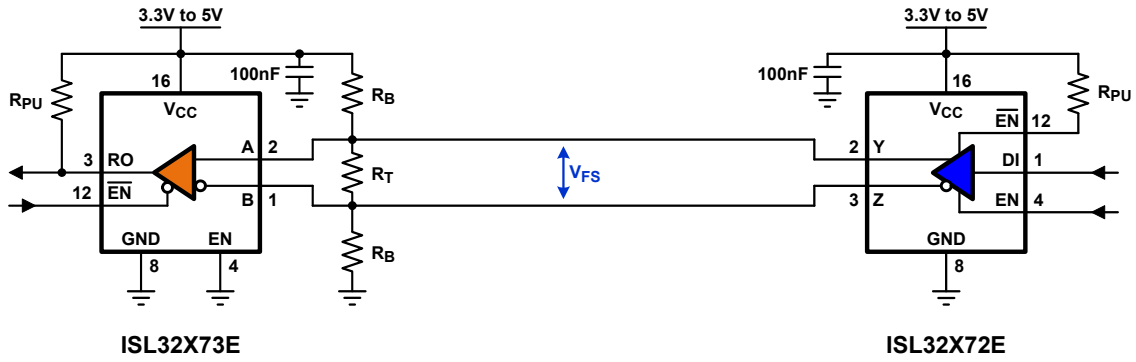 3.3V to 5V
3.3V to 5V
16
100nF
RPU
RB
VCC
A 2
3 RO
RT
12 EN
B 1
GND EN
RB
8 4
VFS
100nF
16
RPU
VCC
EN 12
2 Y
DI 1
3 Z
EN 4
GND
8
ISL32X73E
ISL32X72E